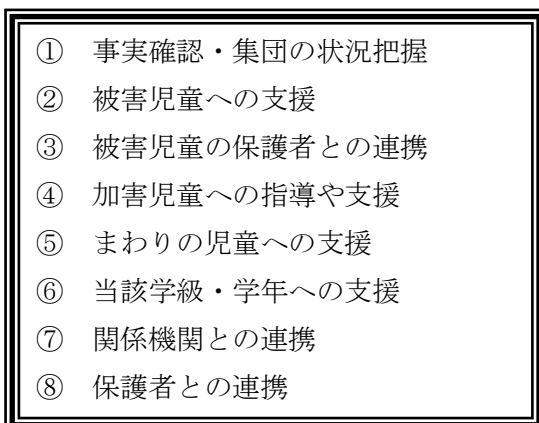 ① 事実確認・集団の状況把握
② 被害児童への支援
③ 被害児童の保護者との連携
④ 加害児童への指導や支援
⑤ まわりの児童への支援
⑥ 当該学級・学年への支援
⑦ 関係機関との連携
⑧ 保護者との連携